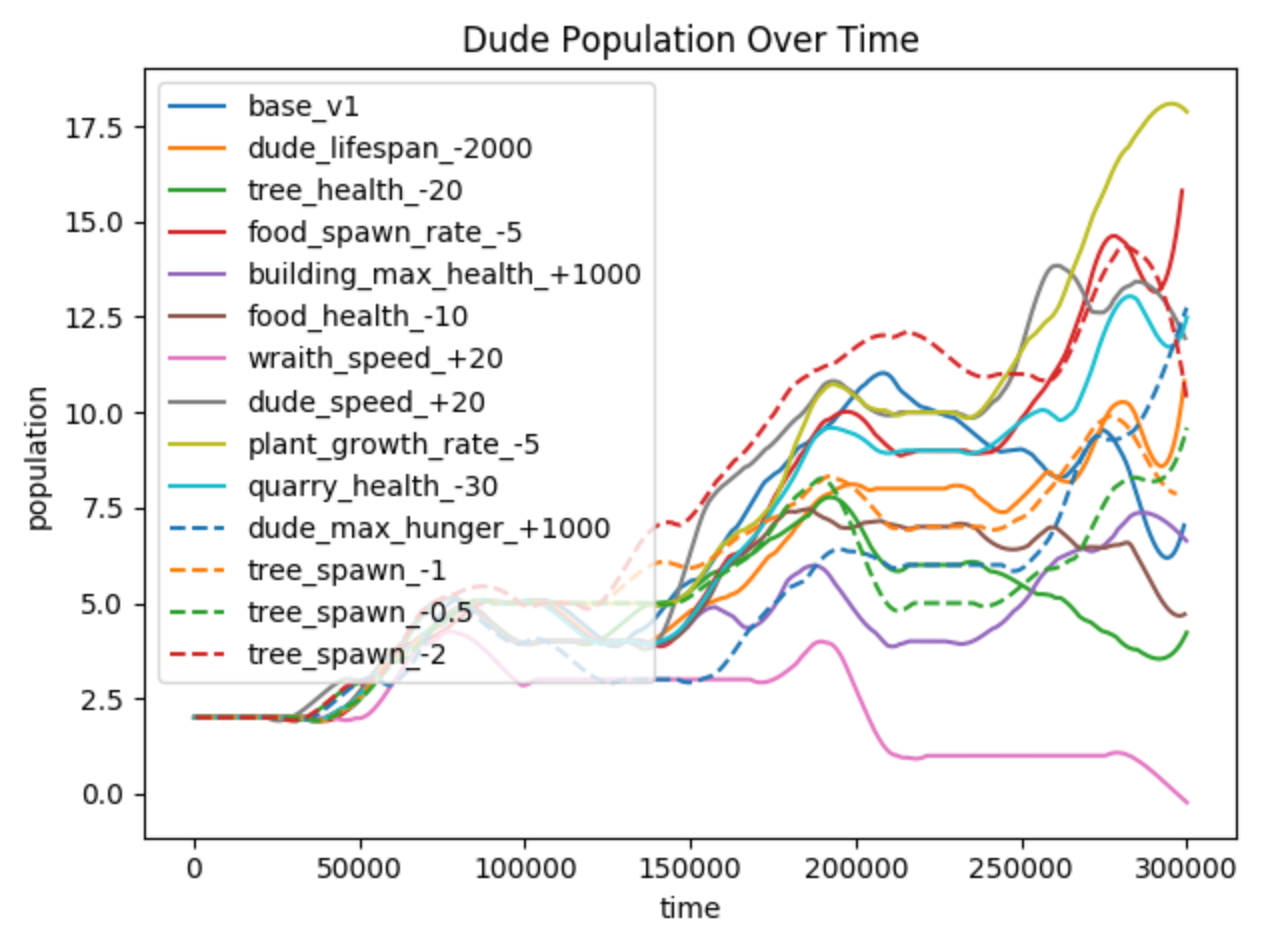 Dude Population Over Time
base_v1
dude_lifespan_-2000
tree_health_-20
food_spawn_rate_-5
building_max_health_+1000
food_health_-10
wraith_speed_+20
dude_speed_+20
plant_growth_rate_-5
quarry_health_-30
dude_max_hunger_+1000
tree_spawn_-1
tree_spawn_-0.5
tree_spawn_-2
population
17.5
15.0
12.5
10.0
7.5
5.0
2.5
0.0
0 50000 100000 150000 200000 250000 300000
time